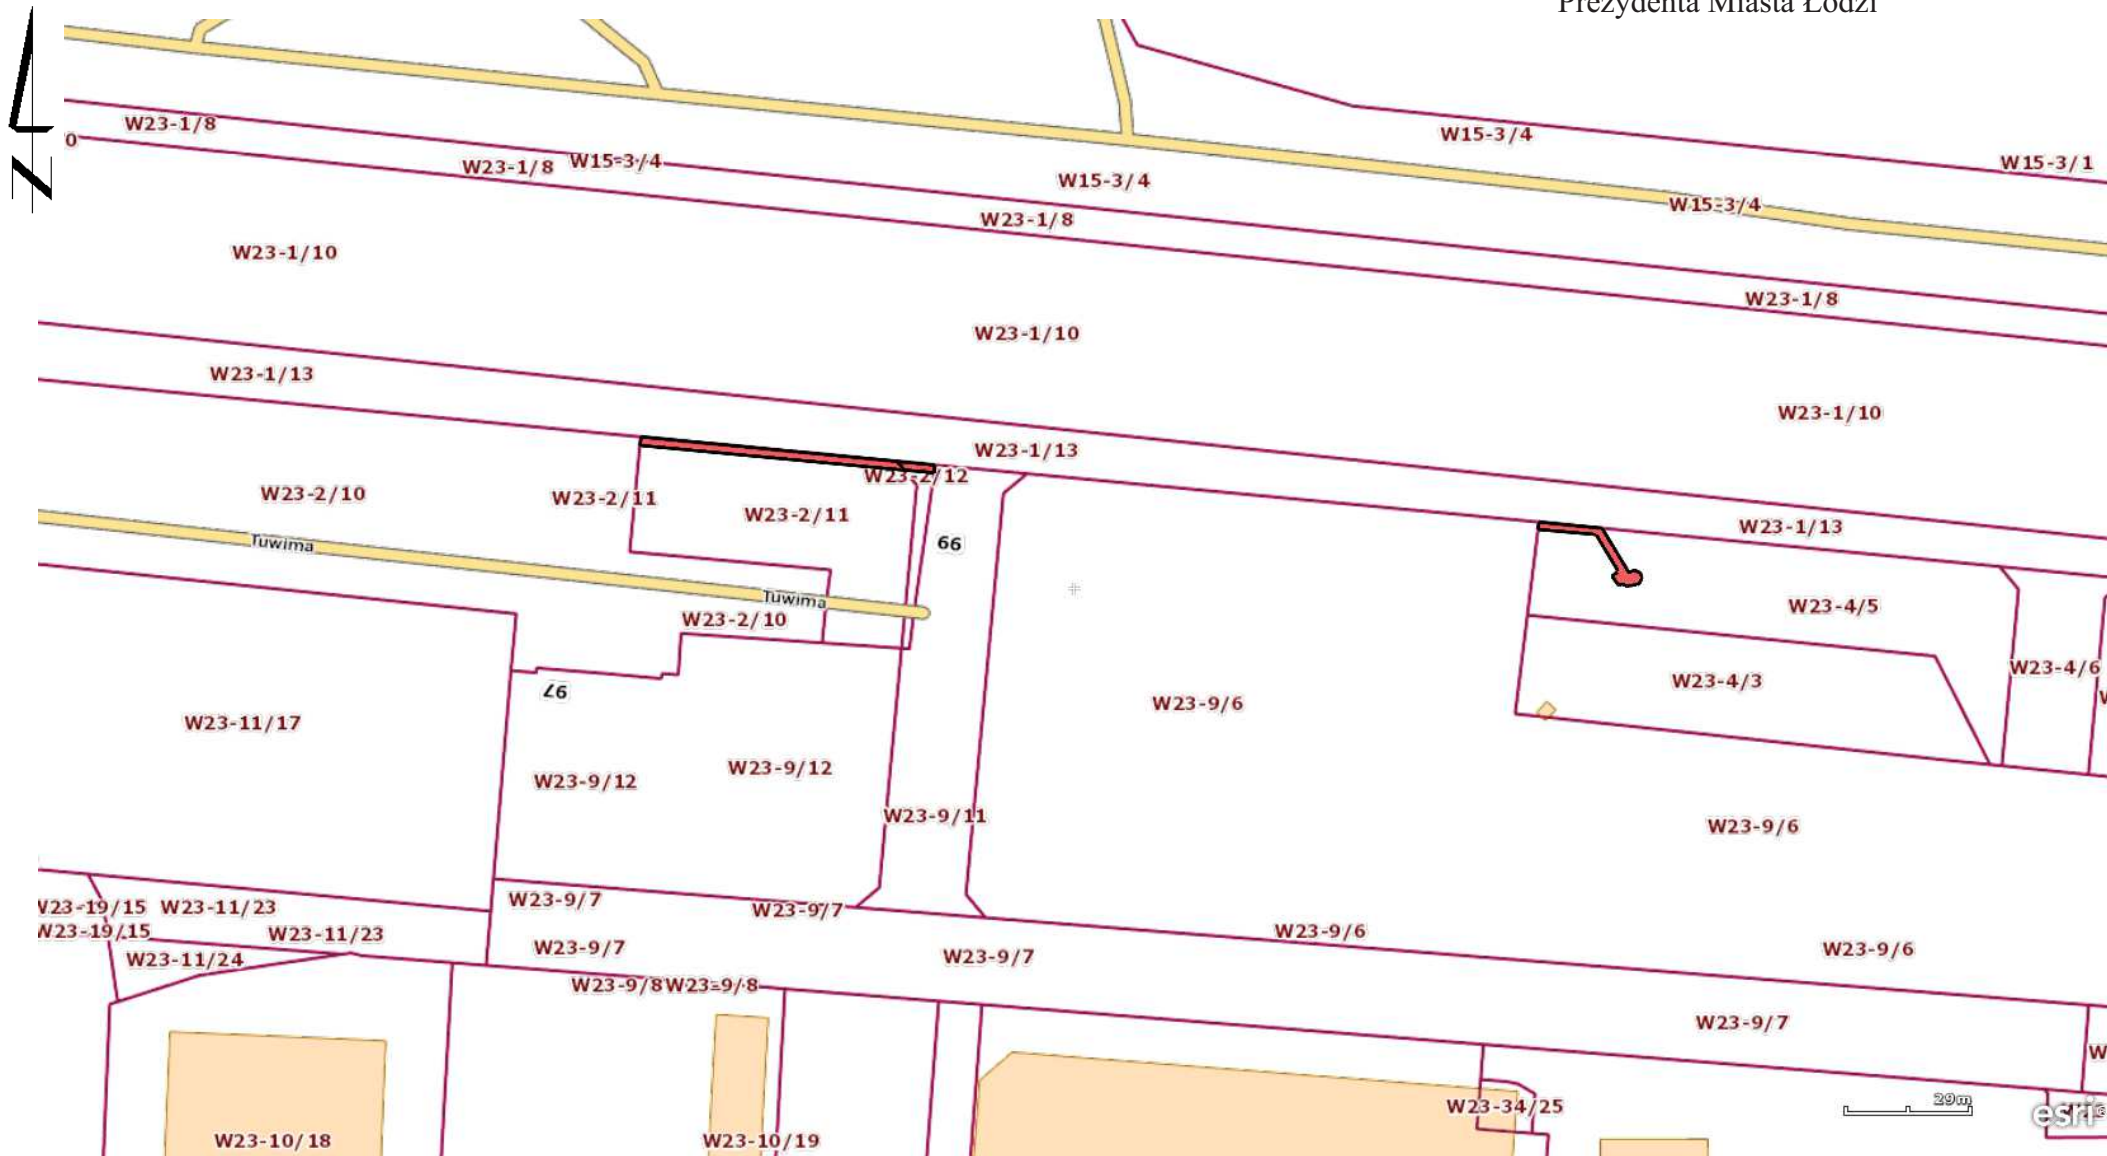 Prezydenta Miasta Łodzi
W23-1/8
W15-3/4
0
W23-1/8
W15-3/4
W15-3/4
W15-3/1
W15-3/4
W23-1/8
W23-1/10
W23-1/8
W23-1/10
W23-1/13
W23-1/10
W23-1/13
W23-2/12
W23-2/10
W23-2/11
W23-2/11
W23-1/13
Tuwima
99
Tuwima
W23-2/10
W23-4/5
W23-4/6
W23-4/3
97
W23-9/6
W23-11/17
W23-9/12
W23-9/12
W23-9/11
W23-9/6
W23-19/15
W23-11/23
W23-9/7
W23-9/7
W23-19/15
W23-11/23
W23-9/7
W23-9/6
W23-9/6
W23-11/24
W23-9/7
W23-9/8
W23-9/8
W23-9/7
W
W23-34/25
29m
esri
W23-10/18
W23-10/19
N